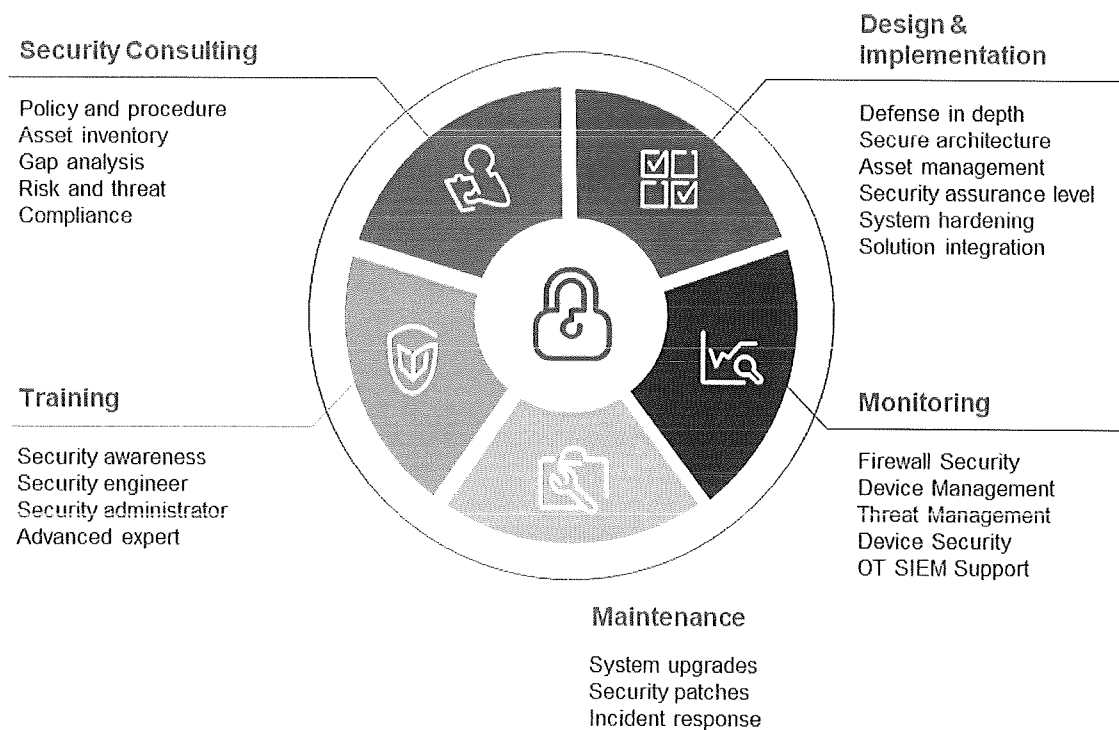 Security Consulting
Policy and procedure
Asset inventory
Gap analysis
Risk and threat
Compliance
Design &
Implementation
Defense in depth
Secure architecture
Asset management
Security assurance level
System hardening
Solution integration
Training
Security awareness
Security engineer
Security administrator
Advanced expert
Monitoring
Firewall Security
Device Management
Threat Management
Device Security
OT SIEM Support
Maintenance
System upgrades
Security patches
Incident response